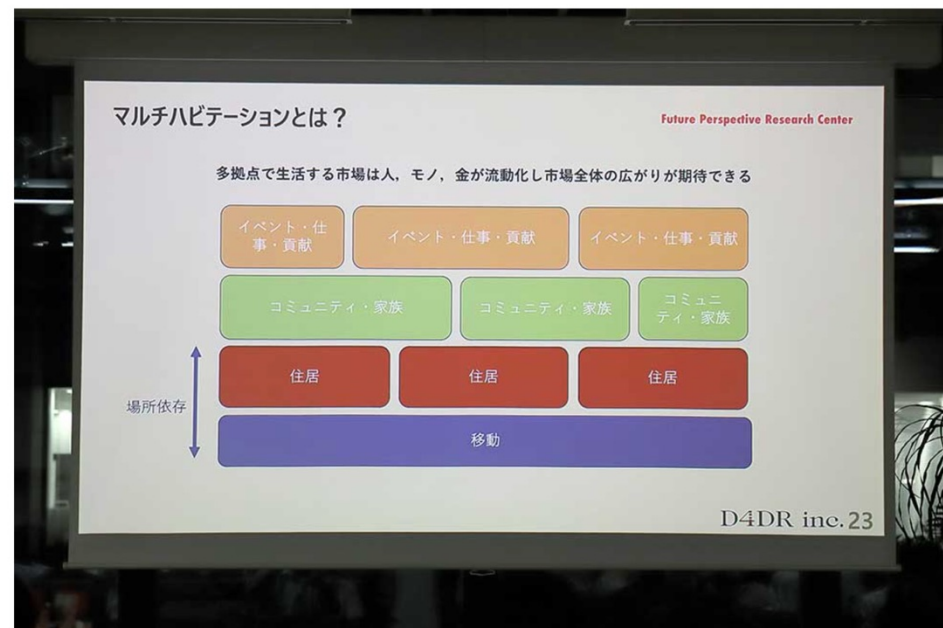 マルチハビテーションとは？
Future Perspective Research Center
多拠点で生活する市場は人，モノ，金が流動化し市場全体の広がりが期待できる
イベント・仕
事・貢献
イベント・仕事・貢献
イベント・仕事・貢献
コミュニティ・家族
コミュニティ・家族
コミュニ
ティ・家族
住居
住居
住居
場所依存
移動
D4DR inc. 23